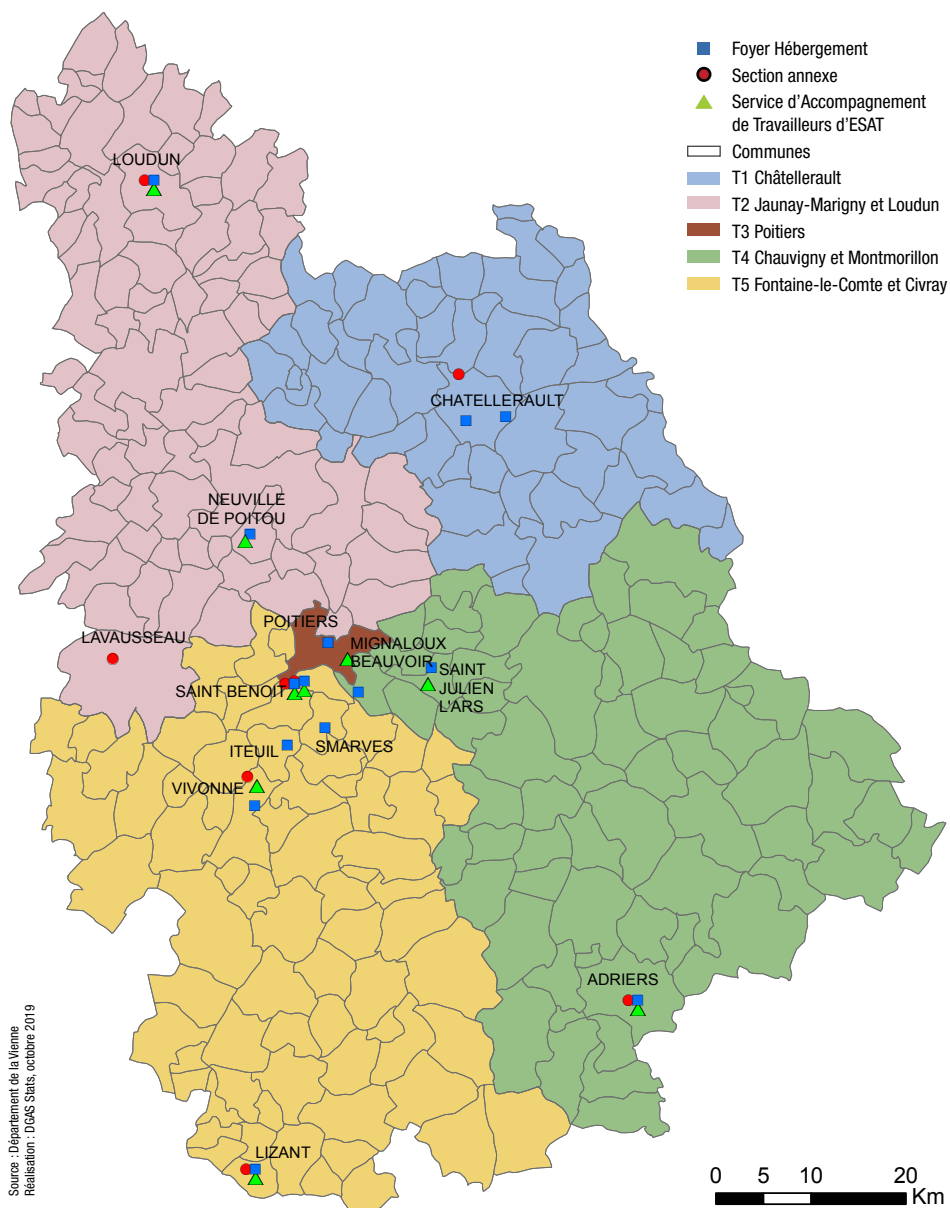 Foyer Hébergement
Section annexe
Service d'Accompagnement
de Travailleurs d'ESAT
Communes
T1 Châtellerault
T2 Jaunay-Marigny et Loudun
T3 Poitiers
T4 Chauvigny et Montmorillon
T5 Fontaine-le-Comte et Civray
LOUDUN
CHATELLERAULT
NEUVILLE
DE POITOU
POITIERS
LAVAUSSEAU
MIGNALOUX
BEAUVOIR
SAINT
JULIEN
L'ARS
SAINT BENOIT
ITEUIL
SMARVES
VIVONNE
ADRIERS
LIZANT
Source : Département de la Vienne
Réalisation : DGAS Stats, octobre 2019
0 5 10 20
Km